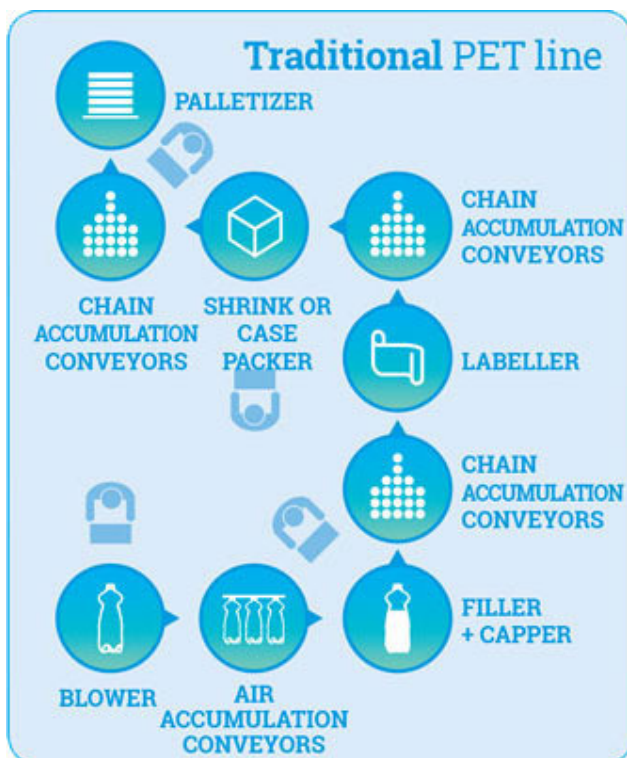 Traditional PET line
PALLETIZER
CHAIN
ACCUMULATION
CONVEYORS
SHRINK OR
CASE
PACKER
CHAIN
ACCUMULATION
CONVEYORS
LABELLER
CHAIN
ACCUMULATION
CONVEYORS
BLOWER
AIR
ACCUMULATION
CONVEYORS
FILLER
+ CAPPER